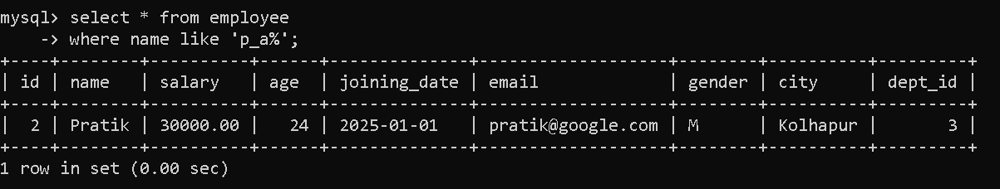 mysql> select * from employee
    -> where name like 'p_a%';
+----+--------+----------+------+--------------+-------------------+--------+----------+---------+
| id | name   | salary   | age  | joining_date | email             | gender | city     | dept_id |
+----+--------+----------+------+--------------+-------------------+--------+----------+---------+
|  2 | Pratik | 30000.00 |   24 | 2025-01-01   | pratik@google.com | M      | Kolhapur |       3 |
+----+--------+----------+------+--------------+-------------------+--------+----------+---------+
1 row in set (0.00 sec)